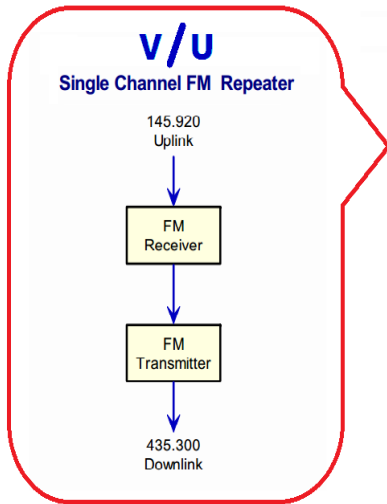 V/U
Single Channel FM Repeater
145.920
Uplink
FM
Receiver
FM
Transmitter
435.300
Downlink